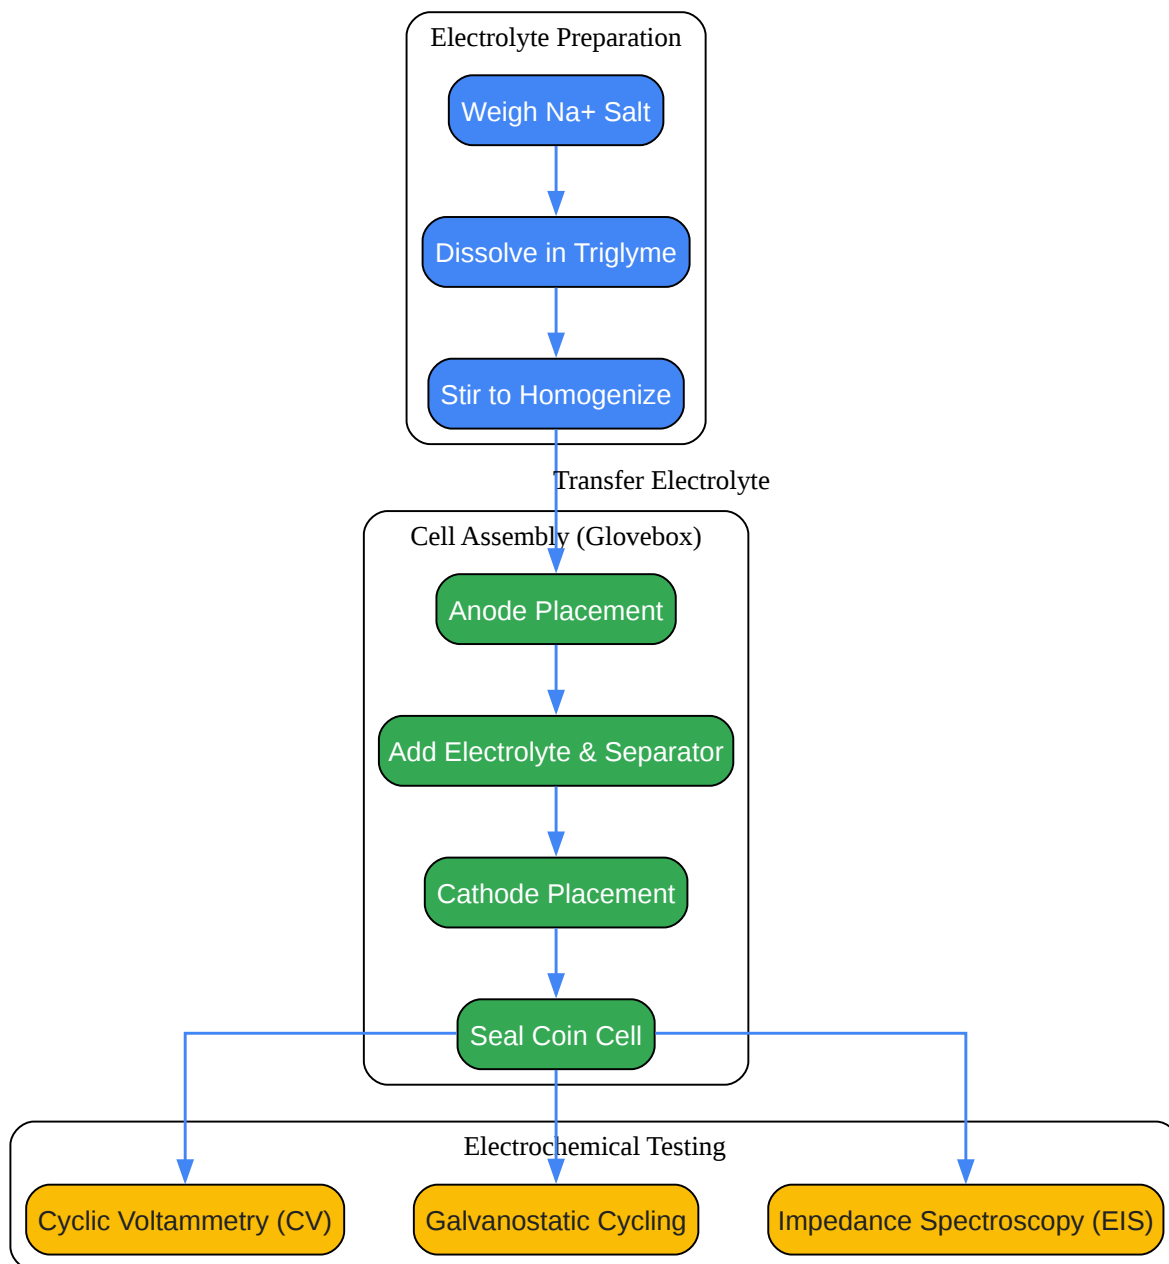 Electrolyte Preparation
Weigh Na+ Salt
Dissolve in Triglyme
Stir to Homogenize
Transfer Electrolyte
Cell Assembly (Glovebox)
Anode Placement
Add Electrolyte & Separator
Cathode Placement
Seal Coin Cell
Electrochemical Testing
Cyclic Voltammetry (CV)
Galvanostatic Cycling
Impedance Spectroscopy (EIS)